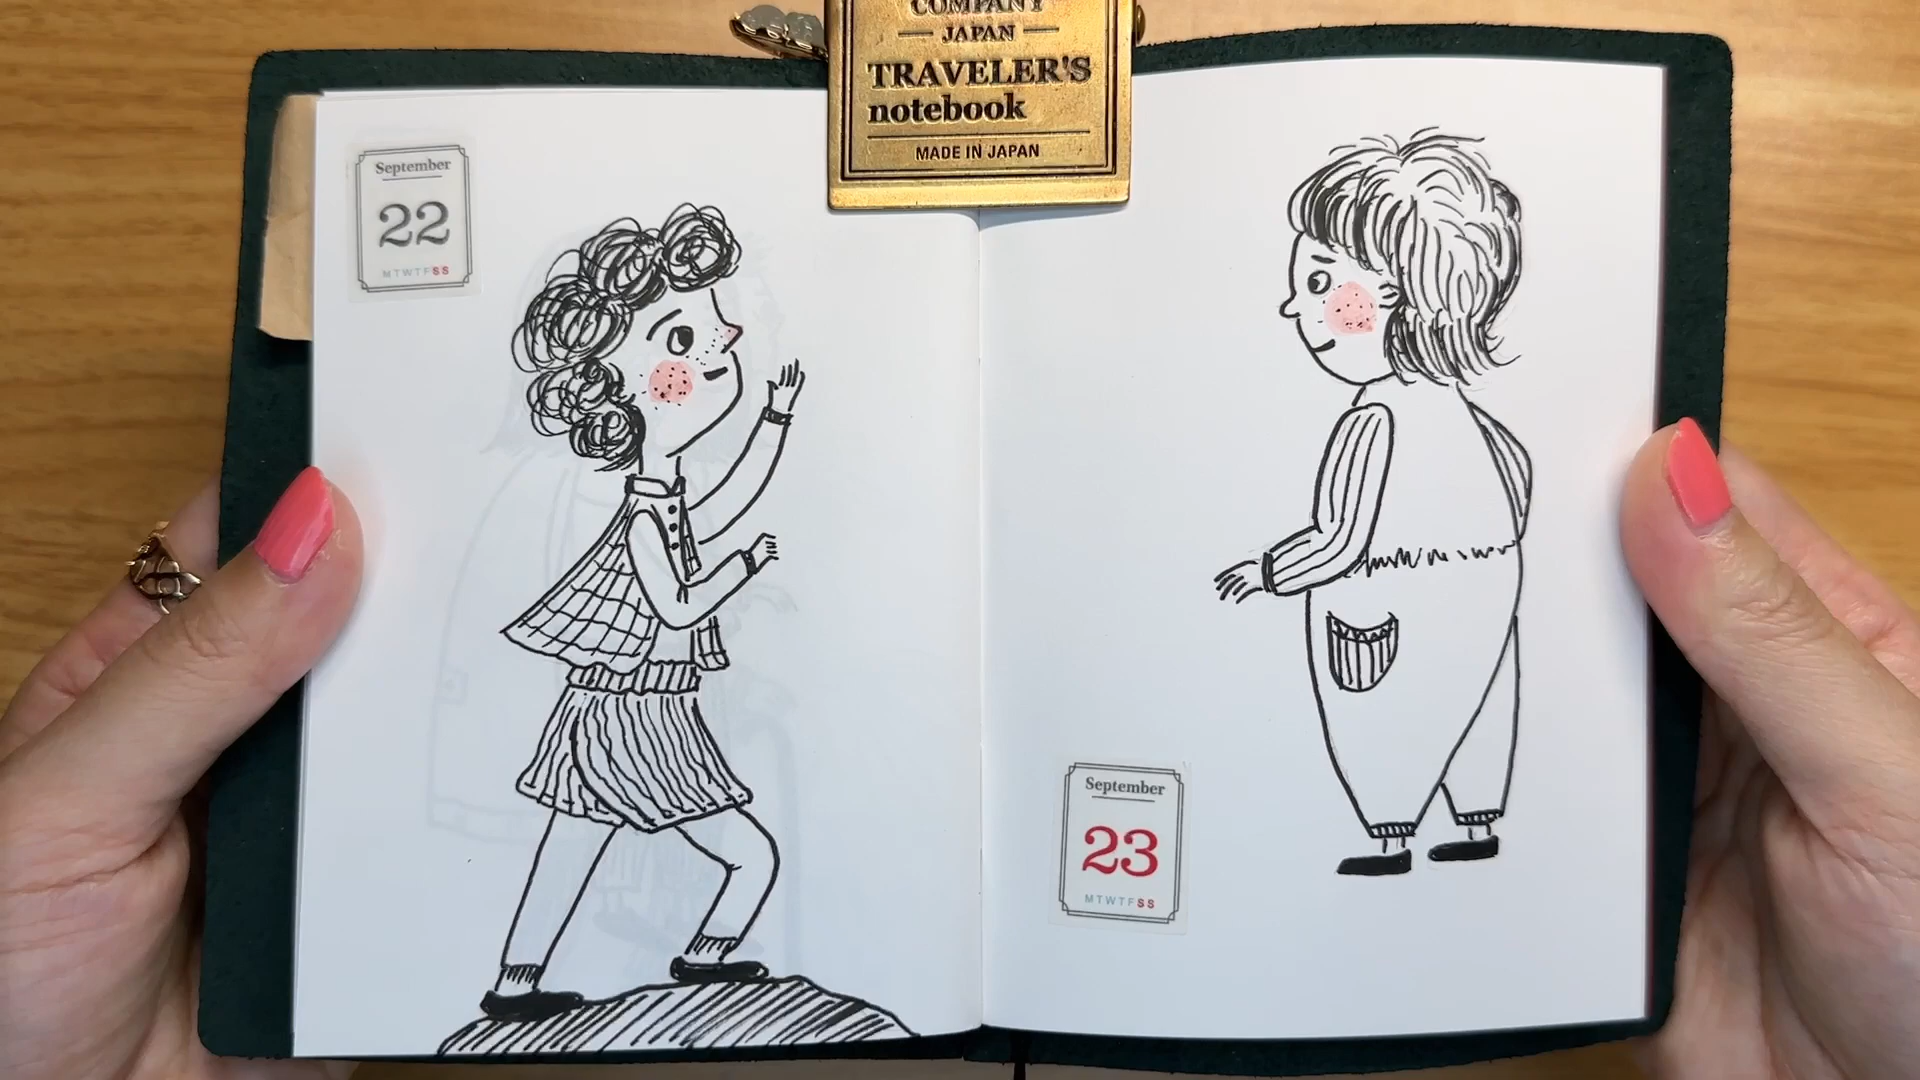 COMPANY
JAPAN
TRAVELER'S
notebook
MADE IN JAPAN
September
22
MTWTFSS
September
23
MTWTFSS